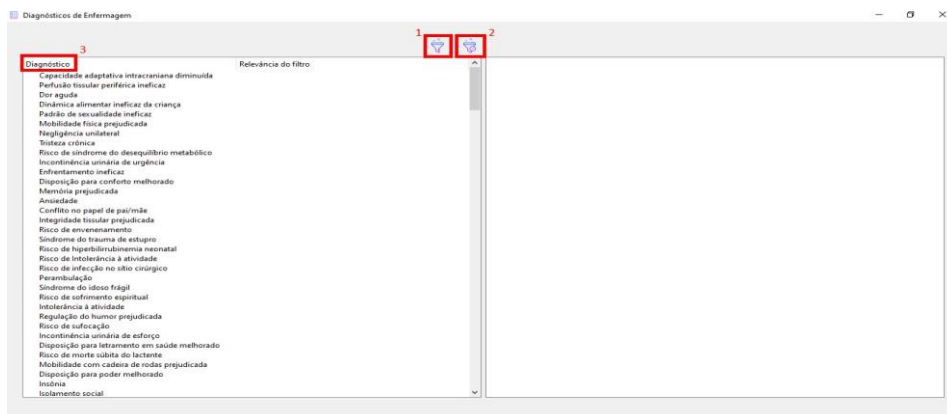 Diagnósticos de Enfermagem
1 2
3
Diagnóstico Relevância do filtro
Capacidade adaptativa intracraniana diminuída
Perfusão tissular periférica ineficaz
Dor aguda
Dinâmica alimentar ineficaz da criança
Padrão de sexualidade ineficaz
Mobilidade física prejudicada
Negligência unilateral
Tristeza crônica
Risco de síndrome do desequilíbrio metabólico
Incontinência urinária de urgência
Enfrentamento ineficaz
Disposição para conforto melhorado
Memória prejudicada
Ansiedade
Conflito no papel de pai/mãe
Integridade tissular prejudicada
Risco de envenenamento
Síndrome do trauma de estupro
Risco de hiperbilirrubinemia neonatal
Risco de Intolerância à atividade
Risco de infecção no sítio cirúrgico
Perambulação
Síndrome do idoso frágil
Risco de sofrimento espiritual
Intolerância à atividade
Regulação do humor prejudicada
Risco de sufocação
Incontinência urinária de esforço
Disposição para letramento em saúde melhorado
Risco de morte súbita do lactente
Mobilidade com cadeira de rodas prejudicada
Disposição para poder melhorado
Insônia
Isolamento social